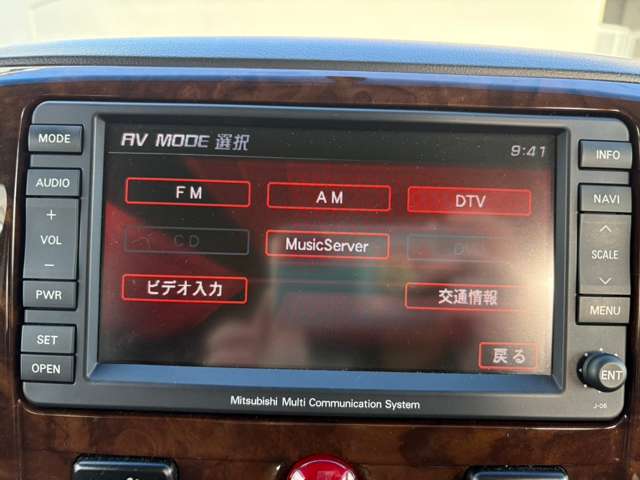 AV MODE 選択
9:41
FM
AM
DTV
CD
MusicServer
ビデオ入力
交通情報
戻る
MODE
AUDIO
+
VOL
−
PWR
SET
OPEN
INFO
NAVI
SCALE
MENU
ENT
J-06
Mitsubishi Multi Communication System